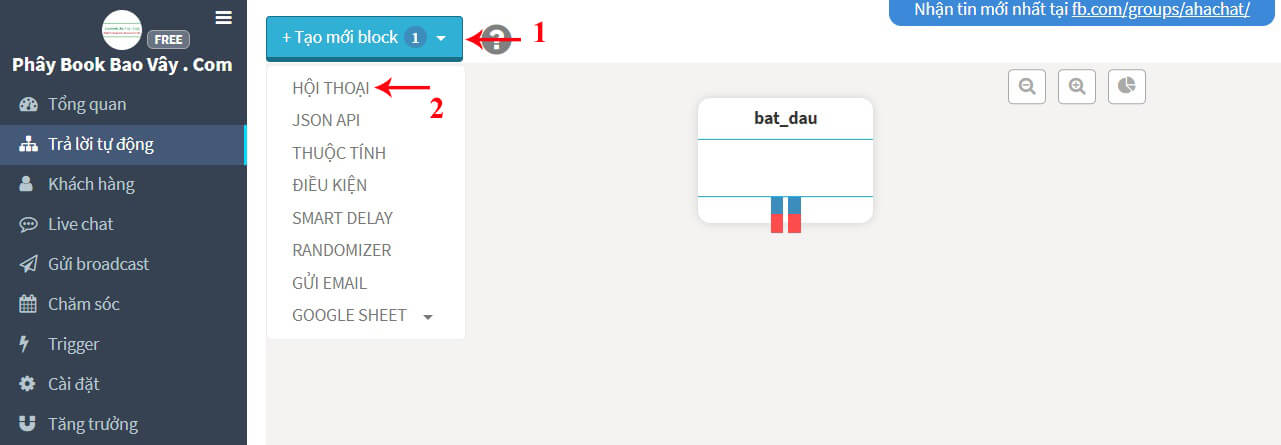 FREE
Phây Book Bao Vây . Com
Tổng quan
Trả lời tự động
Khách hàng
Live chat
Gửi broadcast
Chăm sóc
Trigger
Cài đặt
Tăng trưởng
+ Tạo mới block 1
1
?
Nhận tin mới nhất tại fb.com/groups/ahachat/
HỘI THOẠI
2
JSON API
THUỘC TÍNH
ĐIỀU KIỆN
SMART DELAY
RANDOMIZER
GỬI EMAIL
GOOGLE SHEET
bat_dau